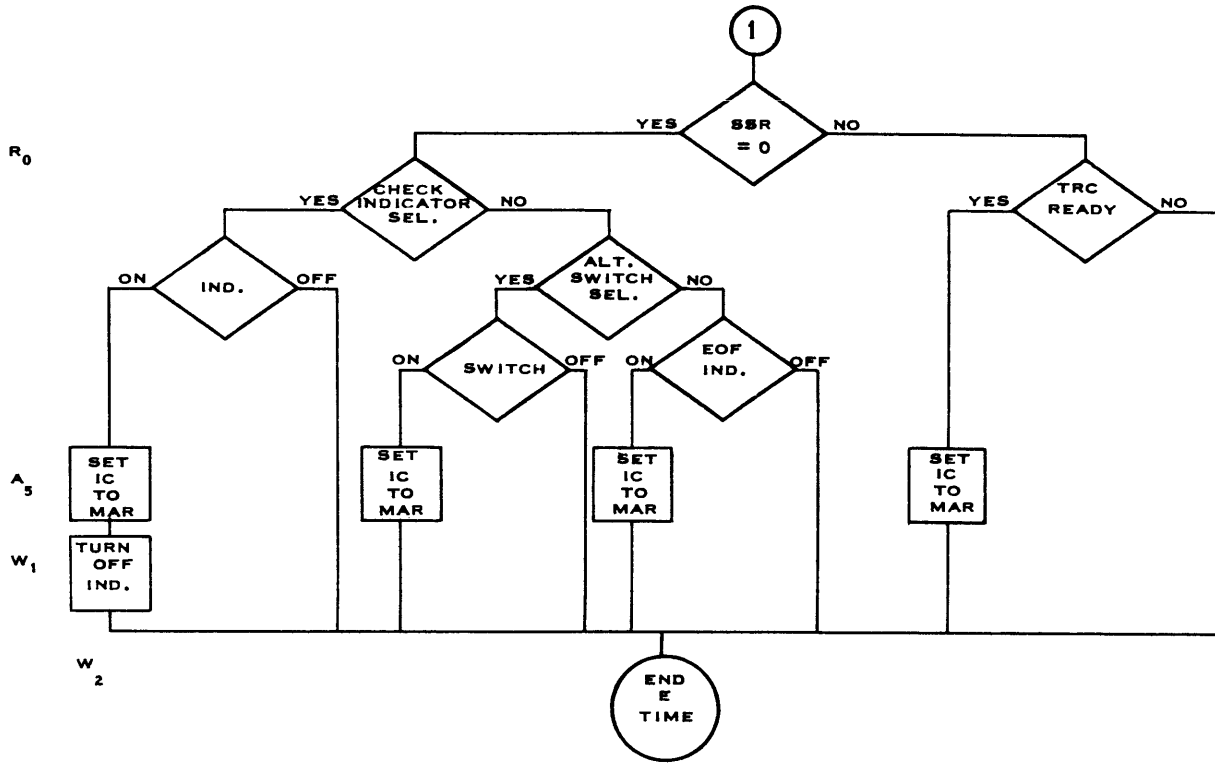 1
SSR
= 0
YES
NO
R0
CHECK
INDICATOR
SEL.
YES
NO
TRC
READY
YES
NO
IND.
ON
OFF
ALT.
SWITCH
SEL.
YES
NO
SWITCH
ON
OFF
EOF
IND.
ON
OFF
A5
SET
IC
TO
MAR
SET
IC
TO
MAR
SET
IC
TO
MAR
SET
IC
TO
MAR
W1
TURN
OFF
IND.
W2
END
E
TIME